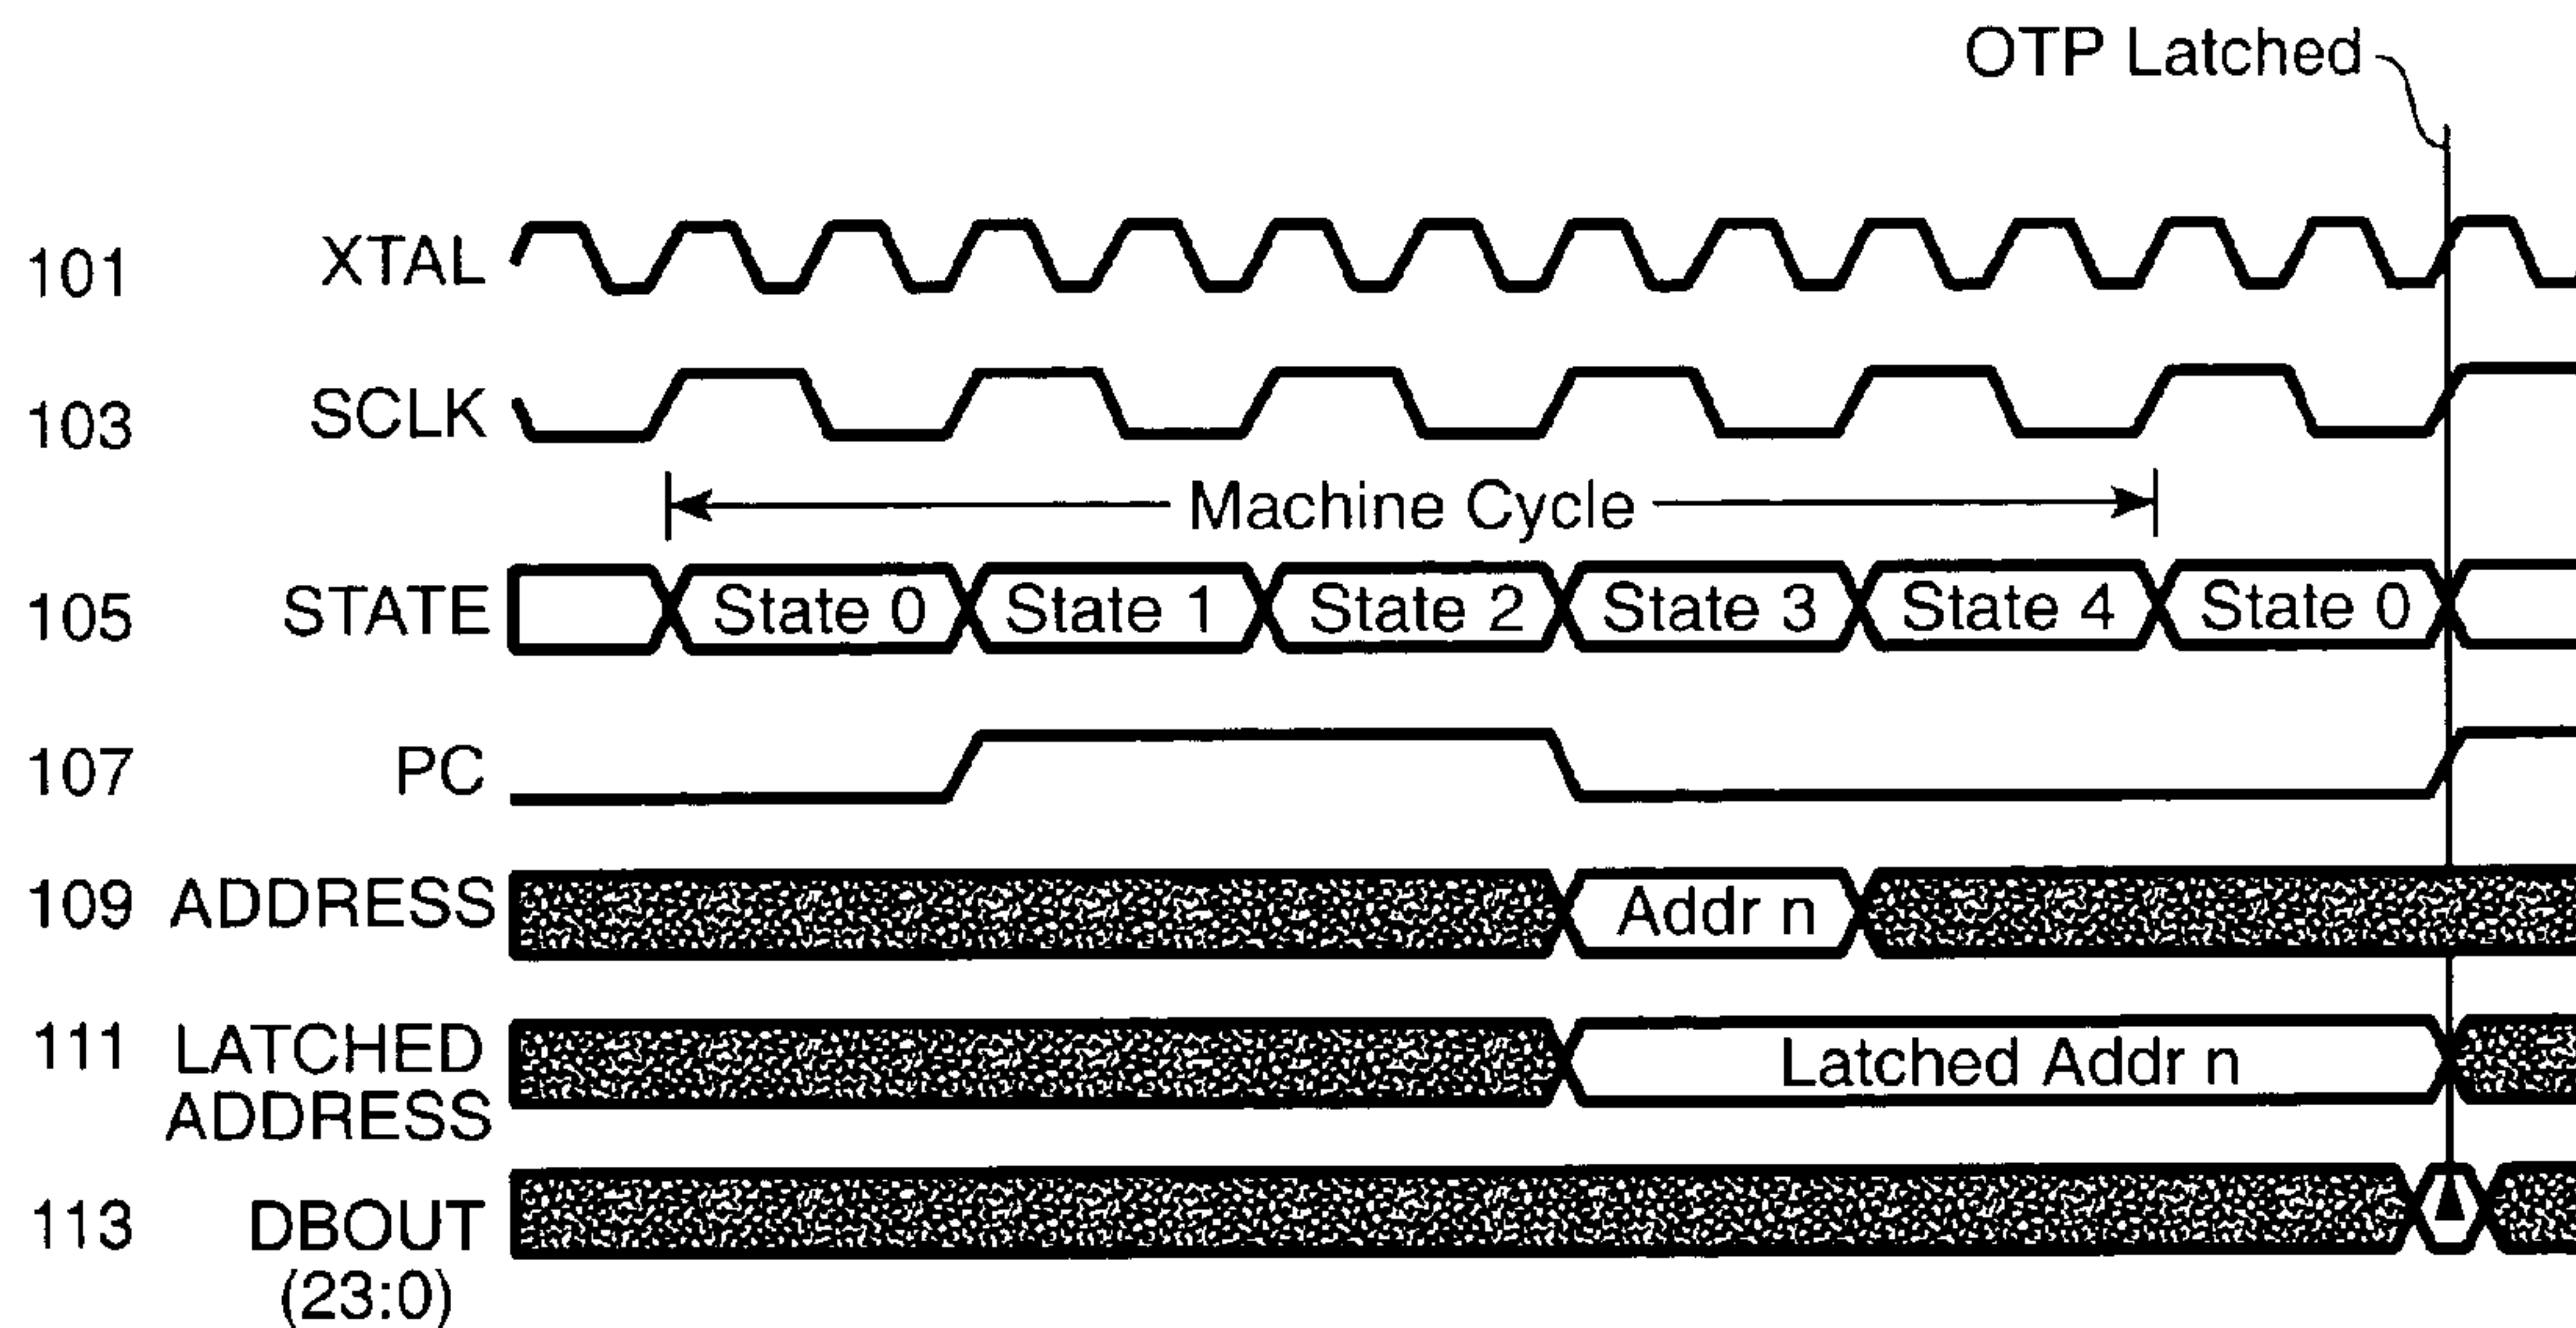 OTP Latched
101 XTAL
103 SCLK
Machine Cycle
105 STATE State 0 State 1 State 2 State 3 State 4 State 0
107 PC
109 ADDRESS Addr n
111 LATCHED Latched Addr n
ADDRESS
113 DBOUT
(23:0)